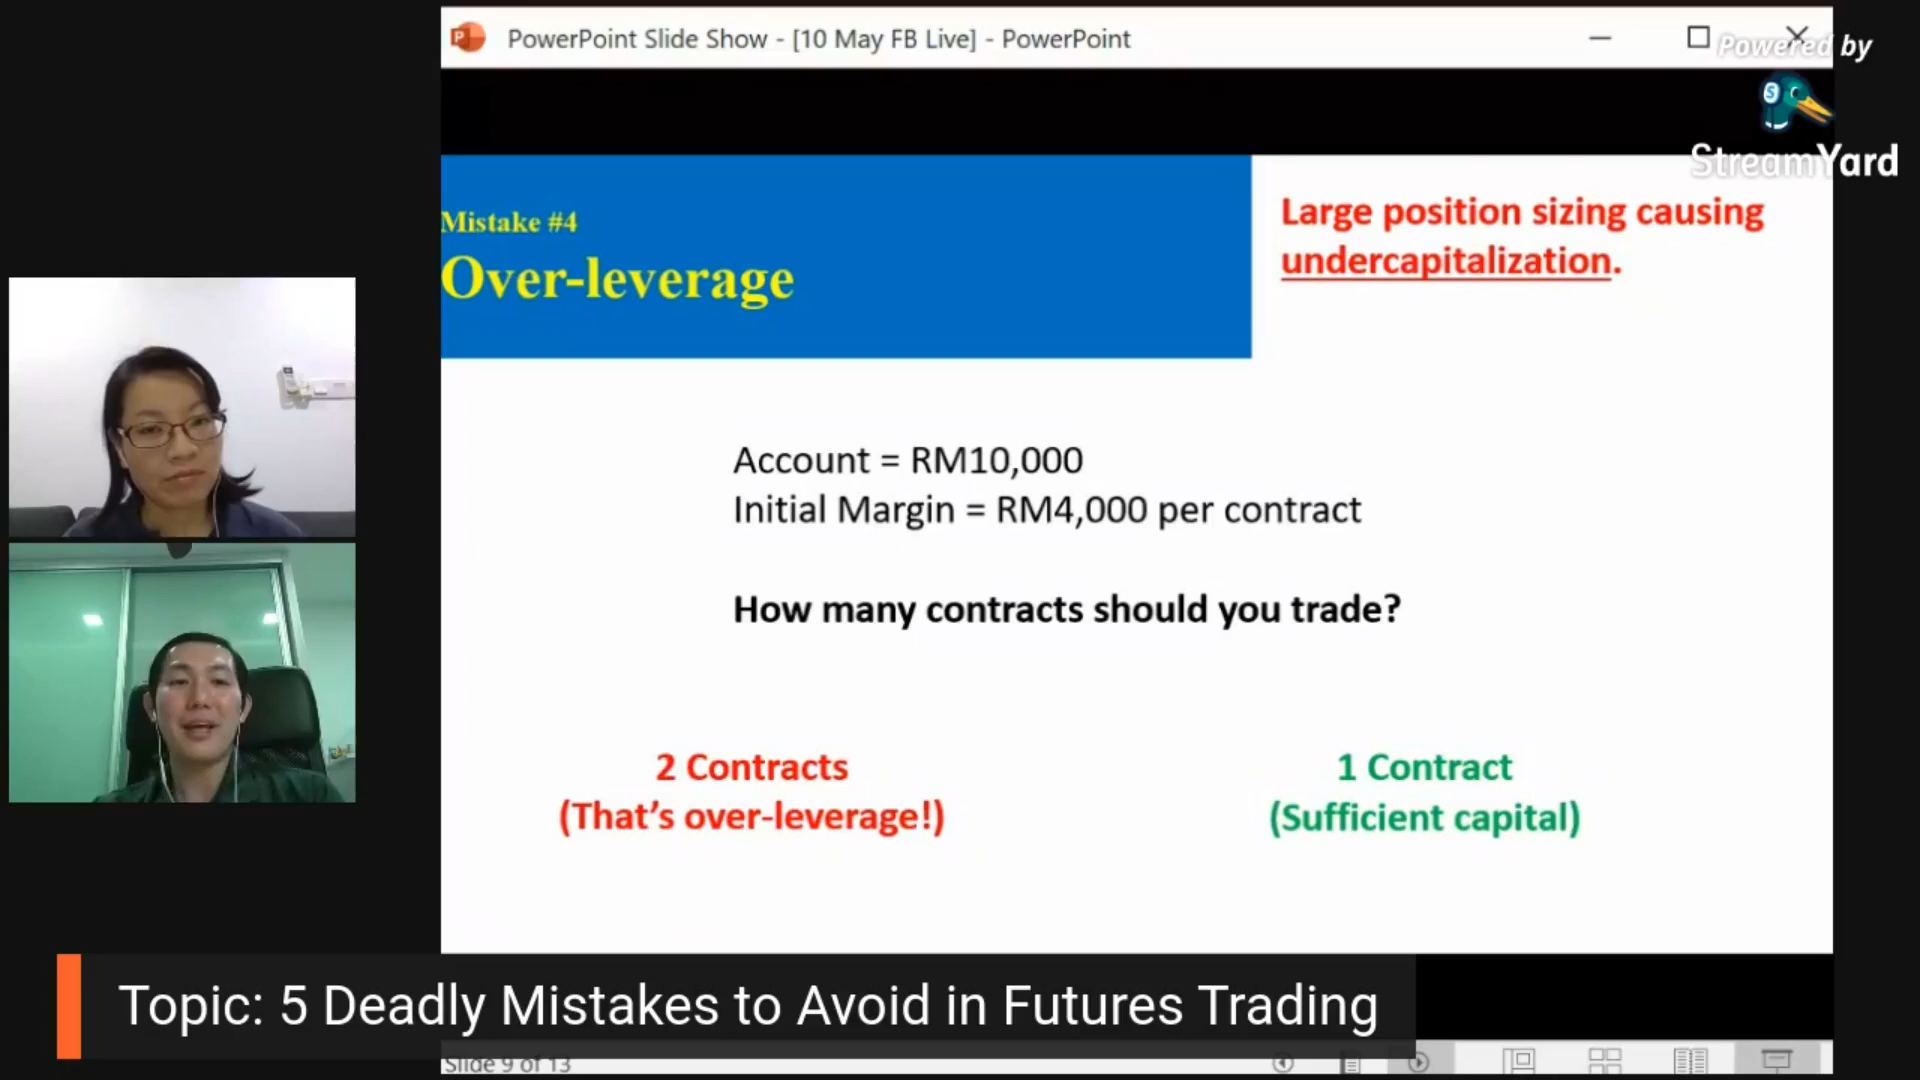 PowerPoint Slide Show - [10 May FB Live] - PowerPoint
Powered by
StreamYard
Mistake #4
Over-leverage
Large position sizing causing
undercapitalization.
Account = RM10,000
Initial Margin = RM4,000 per contract
How many contracts should you trade?
2 Contracts
(That's over-leverage!)
1 Contract
(Sufficient capital)
Topic: 5 Deadly Mistakes to Avoid in Futures Trading
Slide 9 of 13